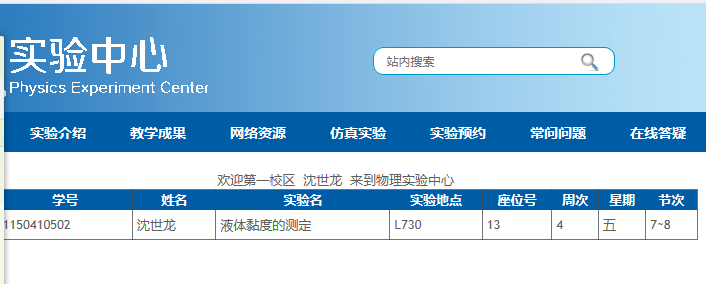 实验中心
Physics Experiment Center
站内搜索
实验介绍 教学成果 网络资源 仿真实验 实验预约 常问问题 在线答疑
欢迎第一校区 沈世龙 来到物理实验中心
学号 姓名 实验名 实验地点 座位号 周次 星期 节次
1150410502 沈世龙 液体黏度的测定 L730 13 4 五 7~8